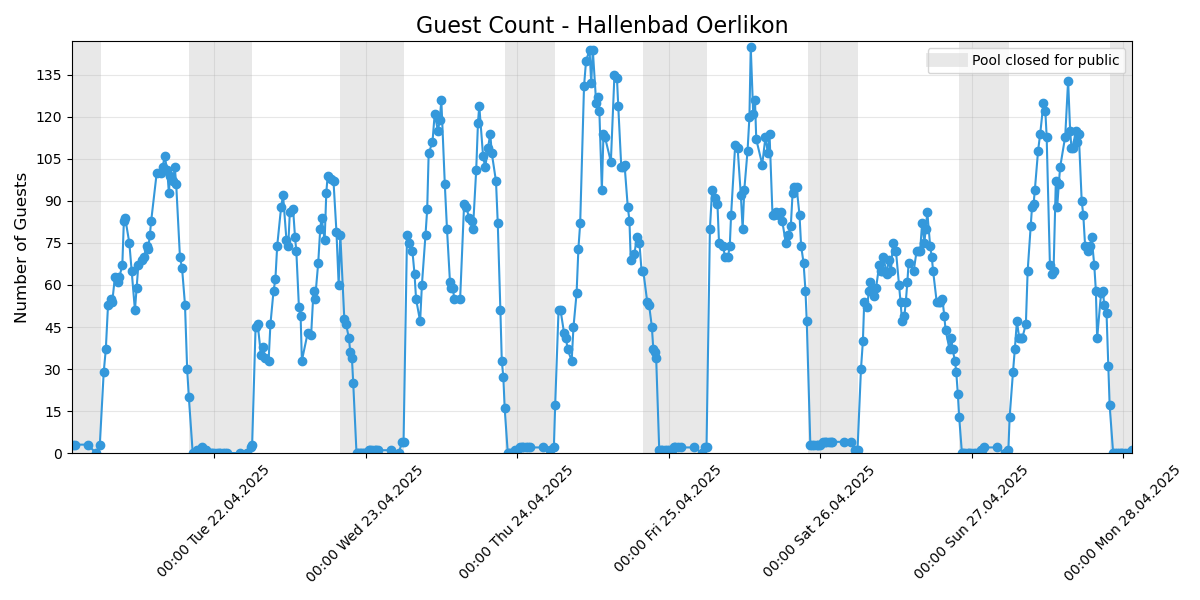 Guest Count - Hallenbad Oerlikon
Pool closed for public
Number of Guests
135
120
105
90
75
60
45
30
15
0
00:00 Tue 22.04.2025
00:00 Wed 23.04.2025
00:00 Thu 24.04.2025
00:00 Fri 25.04.2025
00:00 Sat 26.04.2025
00:00 Sun 27.04.2025
00:00 Mon 28.04.2025